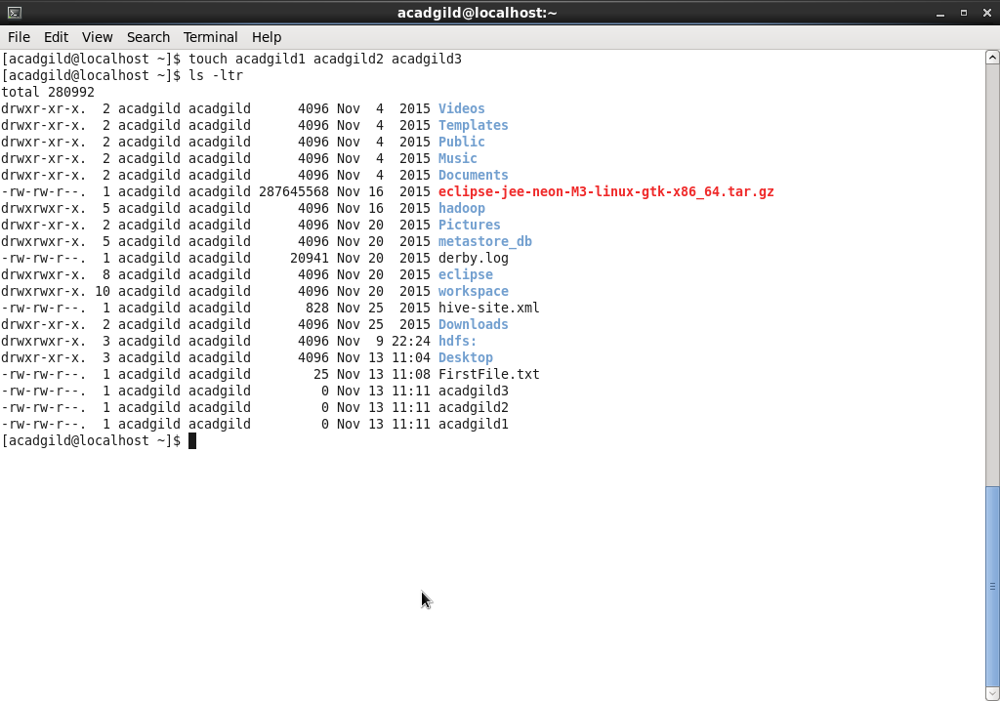 acadgild@localhost:~
File Edit View Search Terminal Help
[acadgild@localhost ~]$ touch acadgild1 acadgild2 acadgild3
[acadgild@localhost ~]$ ls -ltr
total 280992
drwxr-xr-x.  2 acadgild acadgild      4096 Nov  4  2015 Videos
drwxr-xr-x.  2 acadgild acadgild      4096 Nov  4  2015 Templates
drwxr-xr-x.  2 acadgild acadgild      4096 Nov  4  2015 Public
drwxr-xr-x.  2 acadgild acadgild      4096 Nov  4  2015 Music
drwxr-xr-x.  2 acadgild acadgild      4096 Nov  4  2015 Documents
-rw-rw-r--.  1 acadgild acadgild 287645568 Nov 16  2015 eclipse-jee-neon-M3-linux-gtk-x86_64.tar.gz
drwxrwxr-x.  5 acadgild acadgild      4096 Nov 16  2015 hadoop
drwxr-xr-x.  2 acadgild acadgild      4096 Nov 20  2015 Pictures
drwxrwxr-x.  5 acadgild acadgild      4096 Nov 20  2015 metastore_db
-rw-rw-r--.  1 acadgild acadgild     20941 Nov 20  2015 derby.log
drwxrwxr-x.  8 acadgild acadgild      4096 Nov 20  2015 eclipse
drwxrwxr-x. 10 acadgild acadgild      4096 Nov 20  2015 workspace
-rw-rw-r--.  1 acadgild acadgild       828 Nov 25  2015 hive-site.xml
drwxr-xr-x.  2 acadgild acadgild      4096 Nov 25  2015 Downloads
drwxrwxr-x.  3 acadgild acadgild      4096 Nov  9 22:24 hdfs:
drwxr-xr-x.  3 acadgild acadgild      4096 Nov 13 11:04 Desktop
-rw-rw-r--.  1 acadgild acadgild        25 Nov 13 11:08 FirstFile.txt
-rw-rw-r--.  1 acadgild acadgild         0 Nov 13 11:11 acadgild3
-rw-rw-r--.  1 acadgild acadgild         0 Nov 13 11:11 acadgild2
-rw-rw-r--.  1 acadgild acadgild         0 Nov 13 11:11 acadgild1
[acadgild@localhost ~]$